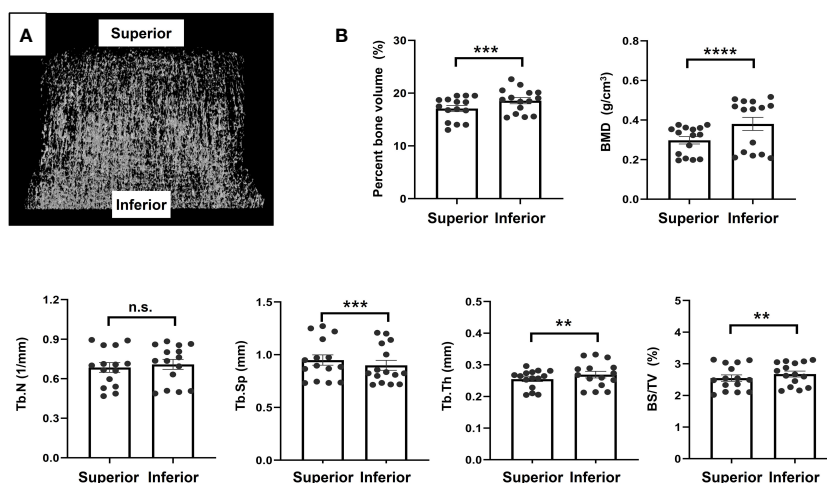 A
Superior
Inferior
B
Percent bone volume (%)
30
20
10
0
***
Superior Inferior
BMD (g/cm³)
0.8
0.6
0.4
0.2
0.0
****
Superior Inferior
Tb.N (1/mm)
1.2
0.9
0.6
0.3
0.0
n.s.
Superior Inferior
Tb.Sp (mm)
1.5
1.0
0.5
0.0
***
Superior Inferior
Tb.Th (mm)
0.5
0.4
0.3
0.2
0.1
0.0
**
Superior Inferior
BS/TV (%)
5
4
3
2
1
0
**
Superior Inferior